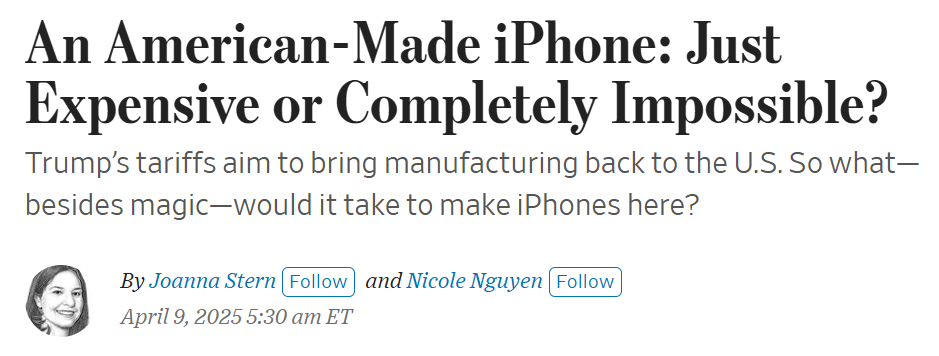 An American-Made iPhone: Just
Expensive or Completely Impossible?
Trump’s tariffs aim to bring manufacturing back to the U.S. So what—
besides magic—would it take to make iPhones here?
By Joanna Stern Follow and Nicole Nguyen Follow
April 9, 2025 5:30 am ET